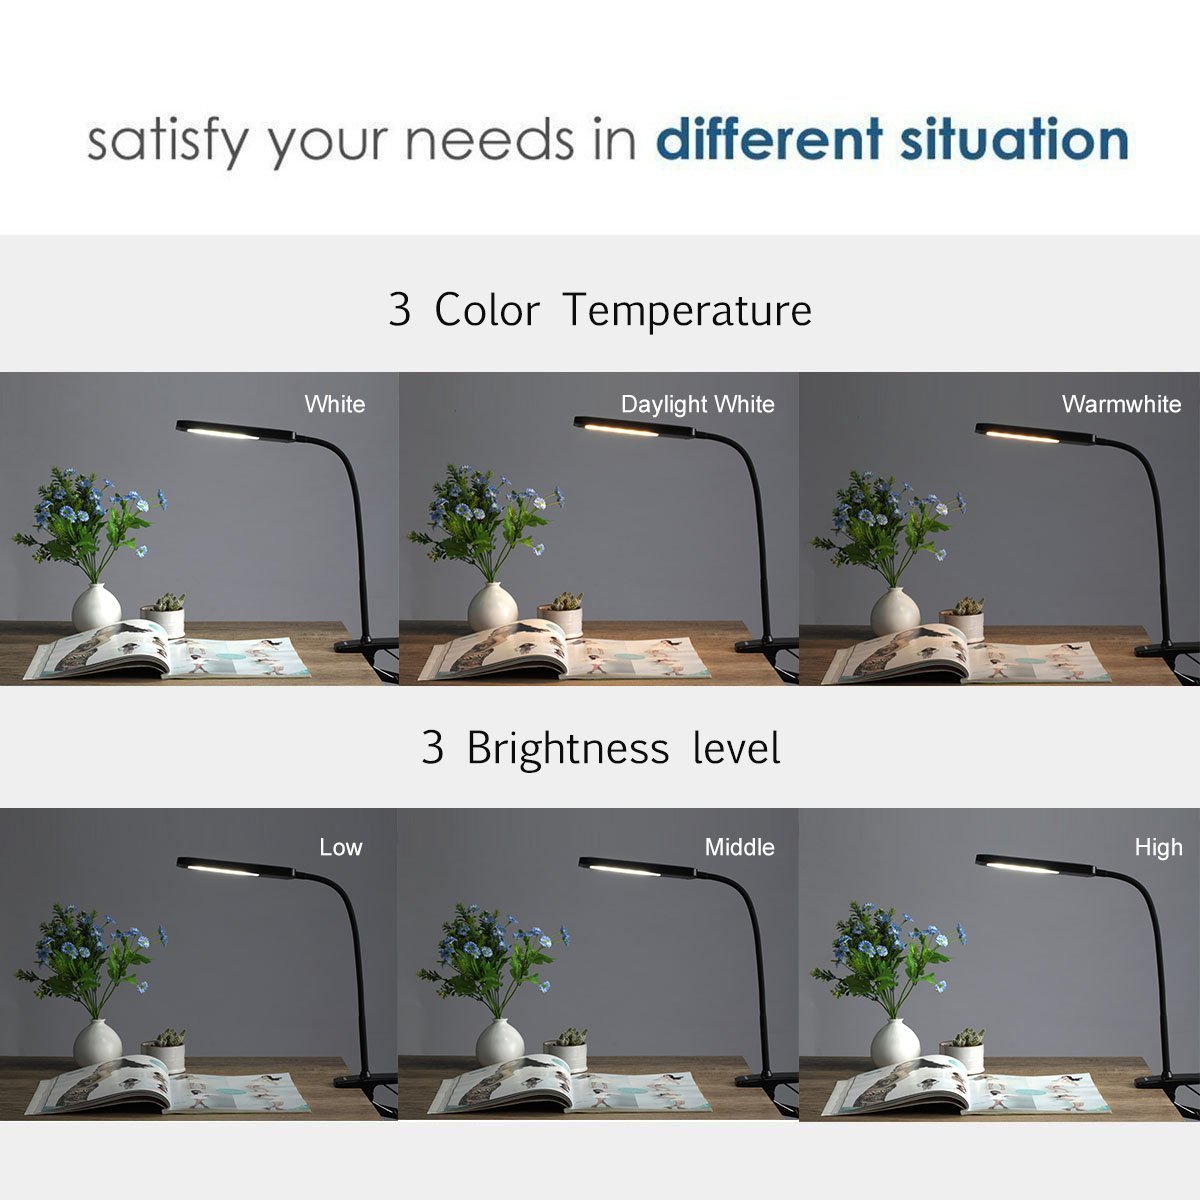 satisfy your needs in different situation
3 Color Temperature
White
Daylight White
Warmwhite
3 Brightness level
Low
Middle
High